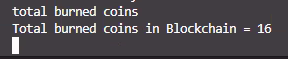 total burned coins
Total burned coins in Blockchain = 16